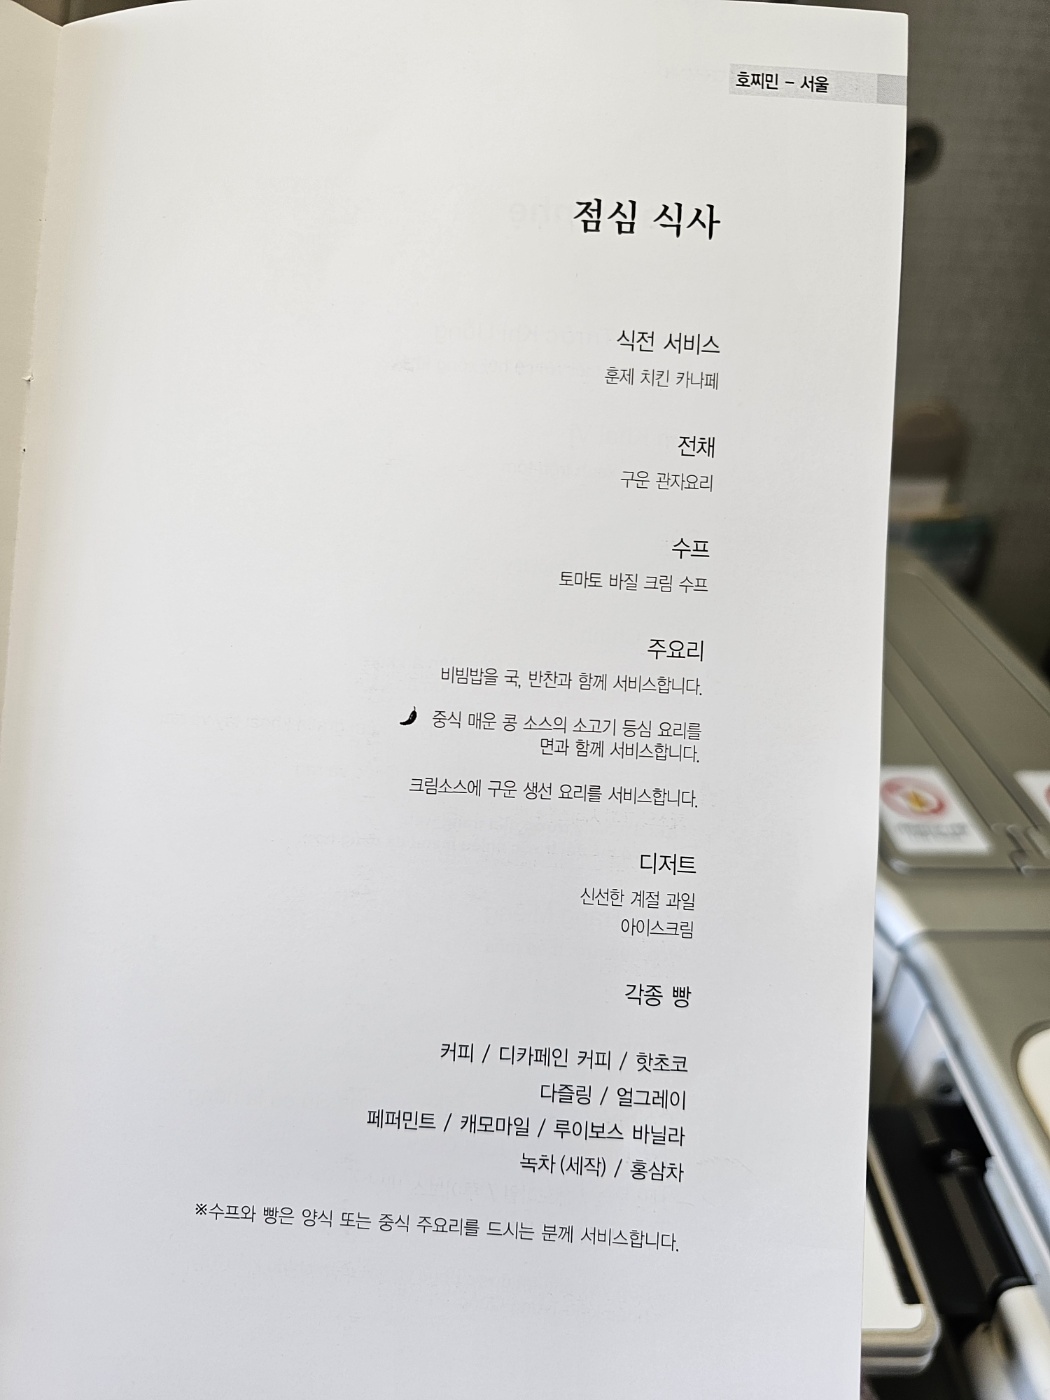 호찌민 - 서울
점심 식사
식전 서비스
훈제 치킨 카나페
전채
구운 관자요리
수프
토마토 바질 크림 수프
주요리
비빔밥을 국, 반찬과 함께 서비스합니다.
중식 매운 콩 소스의 소고기 등심 요리를
면과 함께 서비스합니다.
크림소스에 구운 생선 요리를 서비스합니다.
디저트
신선한 계절 과일
아이스크림
각종 빵
커피 / 디카페인 커피 / 핫초코
다즐링 / 얼그레이
페퍼민트 / 캐모마일 / 루이보스 바닐라
녹차 (세작) / 홍삼차
※수프와 빵은 양식 또는 중식 주요리를 드시는 분께 서비스합니다.